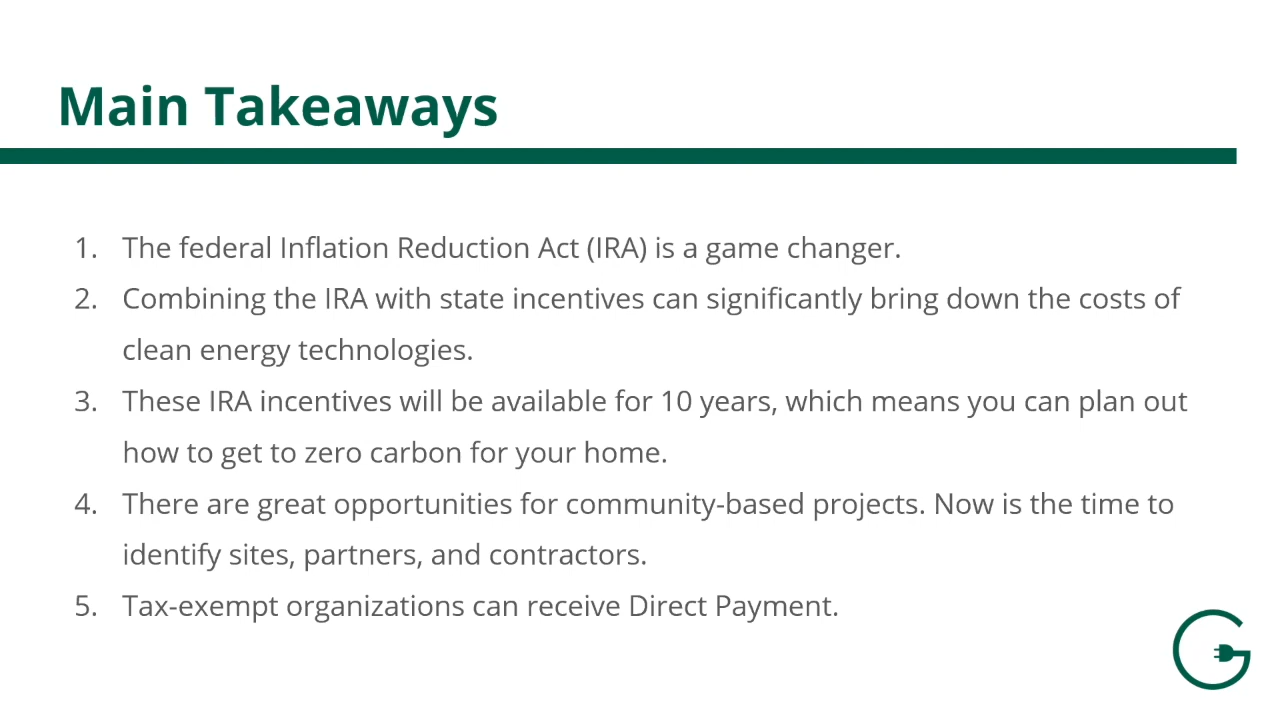 Main Takeaways
1. The federal Inflation Reduction Act (IRA) is a game changer.
2. Combining the IRA with state incentives can significantly bring down the costs of
clean energy technologies.
3. These IRA incentives will be available for 10 years, which means you can plan out
how to get to zero carbon for your home.
4. There are great opportunities for community-based projects. Now is the time to
identify sites, partners, and contractors.
5. Tax-exempt organizations can receive Direct Payment.